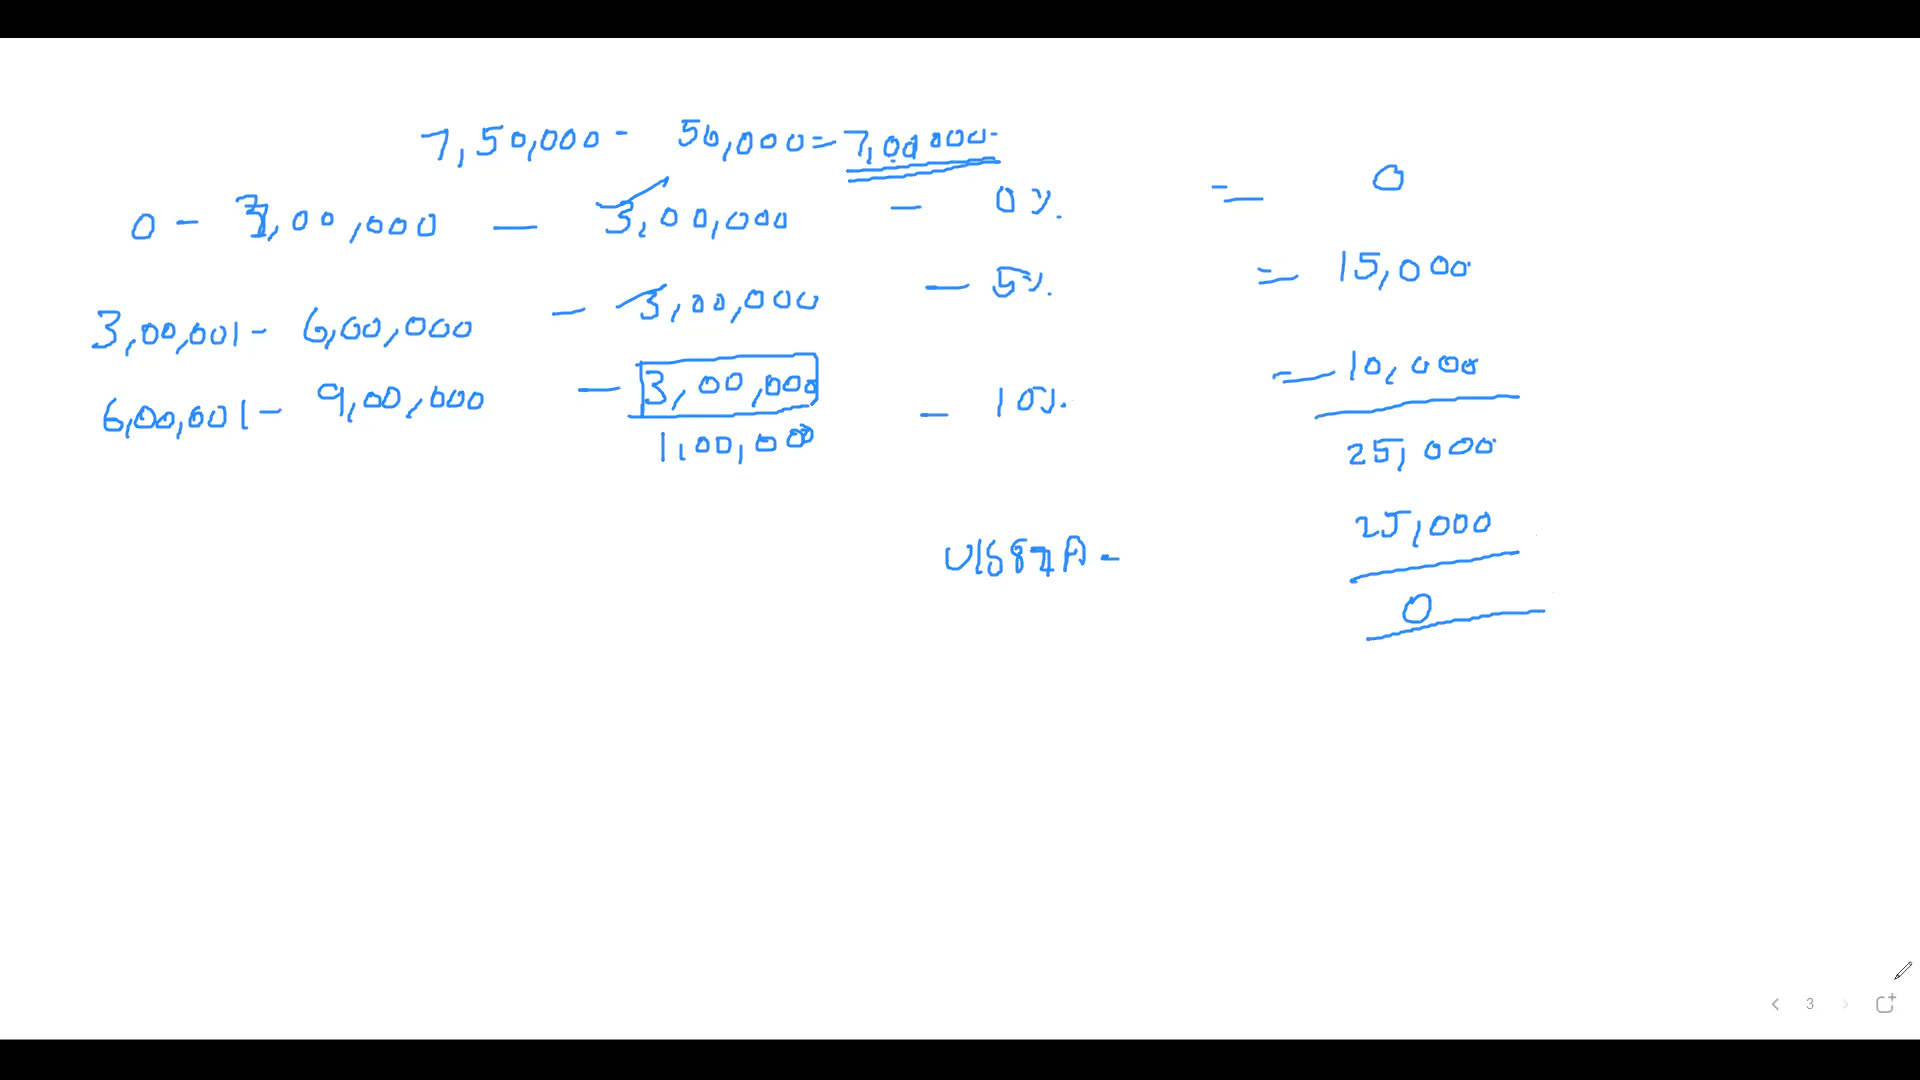 7,50,000 - 50,000 = 7,00,000-
0 - 3,00,000 — 3,00,000 — 0% = 0
3,00,001 - 6,00,000 — 3,00,000 — 5% = 15,000
6,00,001 - 9,00,000 — 3,00,000 — 10% = 10,000
1,00,000
25,000
U/S 87A - 25,000
0
3